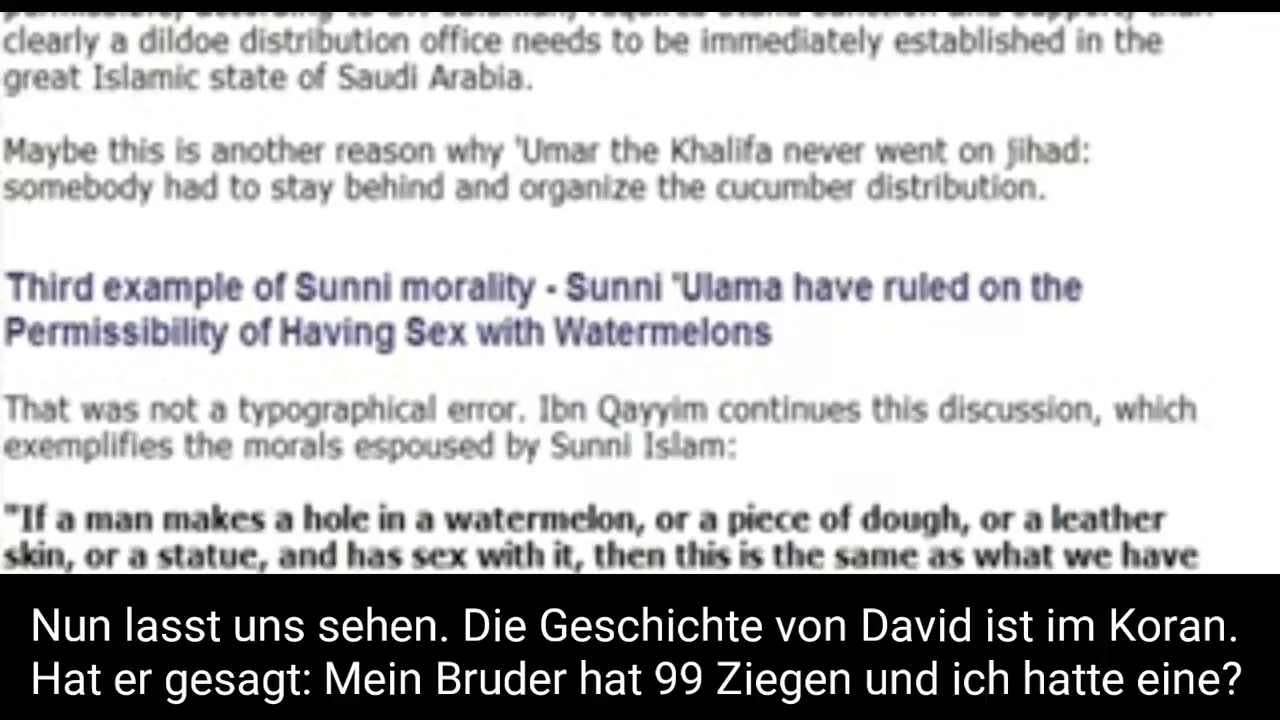 clearly a dildoe distribution office needs to be immediately established in the
great Islamic state of Saudi Arabia.
Maybe this is another reason why 'Umar the Khalifa never went on jihad:
somebody had to stay behind and organize the cucumber distribution.
Third example of Sunni morality - Sunni 'Ulama have ruled on the
Permissibility of Having Sex with Watermelons
That was not a typographical error. Ibn Qayyim continues this discussion, which
exemplifies the morals espoused by Sunni Islam:
"If a man makes a hole in a watermelon, or a piece of dough, or a leather
skin, or a statue, and has sex with it, then this is the same as what we have
Nun lasst uns sehen. Die Geschichte von David ist im Koran.
Hat er gesagt: Mein Bruder hat 99 Ziegen und ich hatte eine?